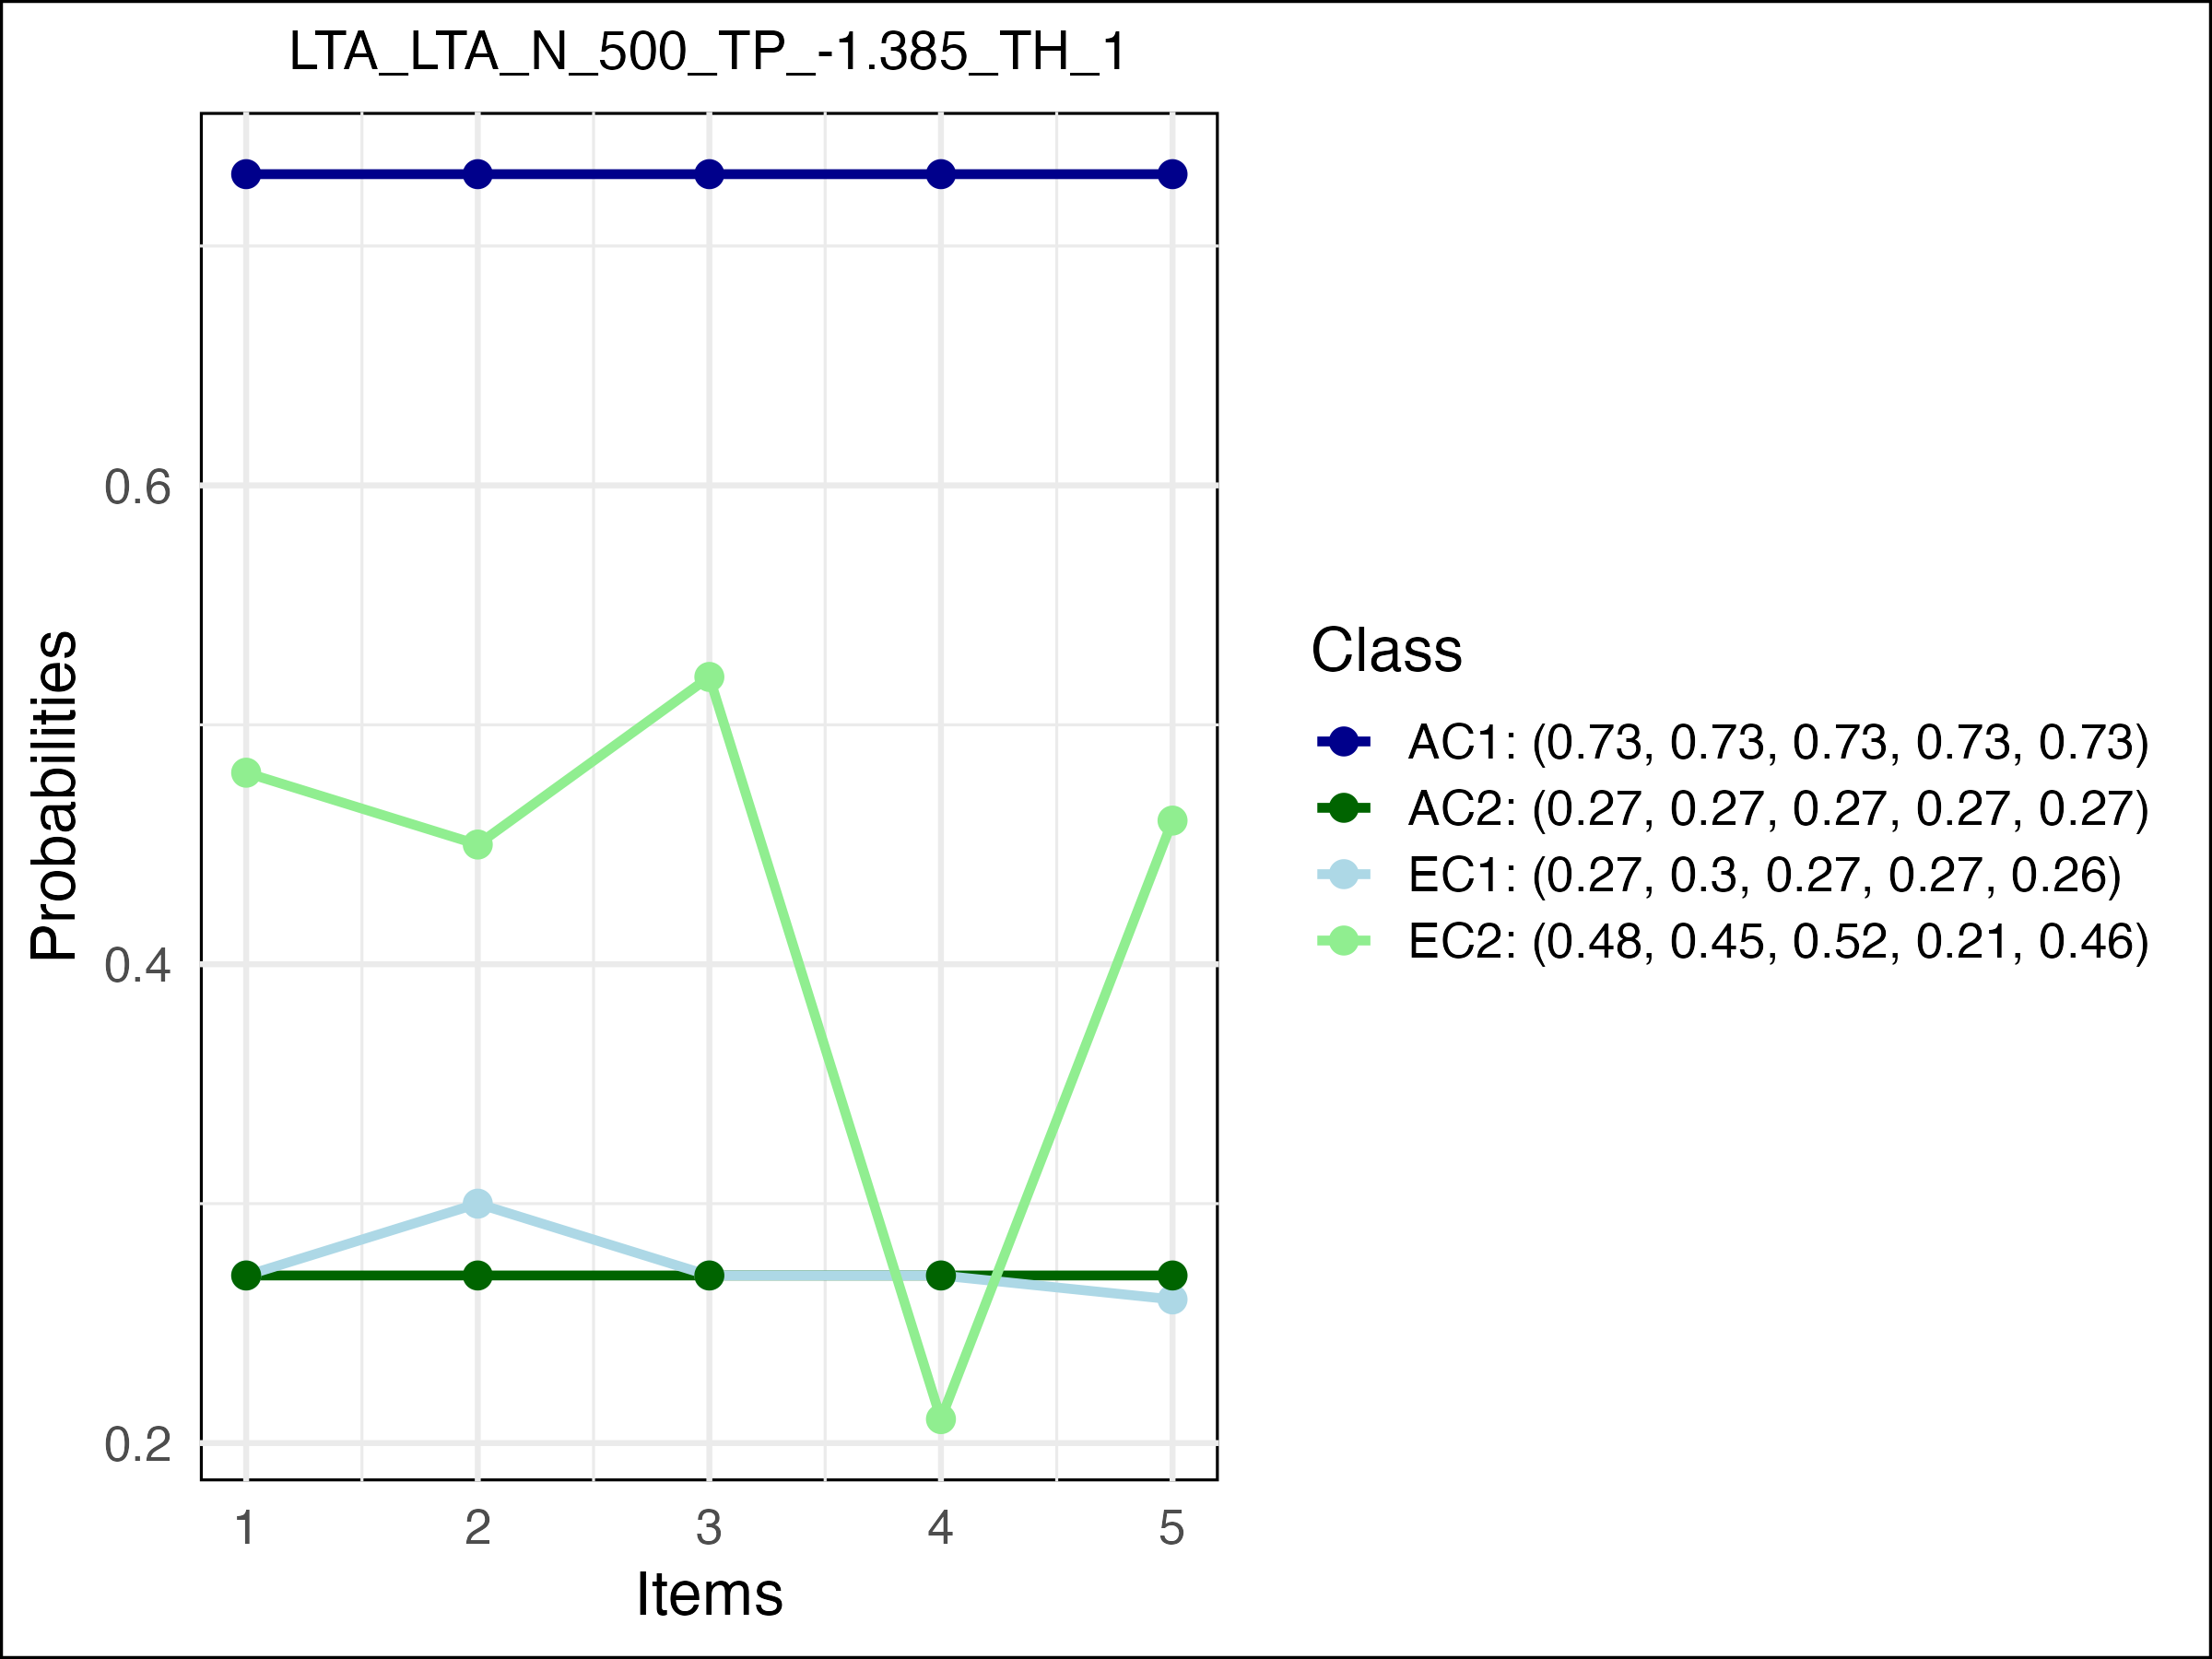 LTA_LTA_N_500_TP_-1.385_TH_1
Probabilities
0.6
0.4
0.2
1 2 3 4 5
Items
Class
AC1: (0.73, 0.73, 0.73, 0.73, 0.73)
AC2: (0.27, 0.27, 0.27, 0.27, 0.27)
EC1: (0.27, 0.3, 0.27, 0.27, 0.26)
EC2: (0.48, 0.45, 0.52, 0.21, 0.46)